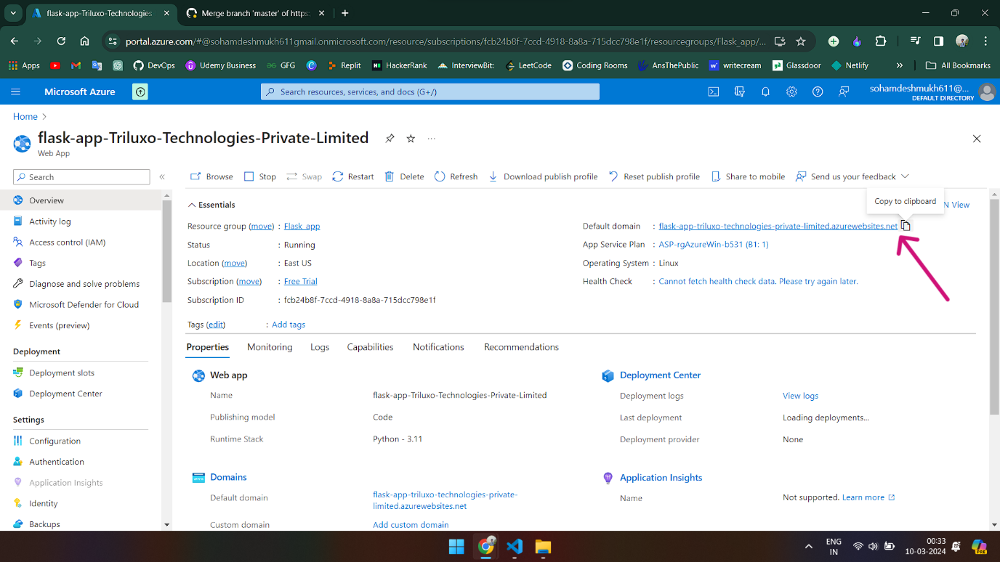 flask-app-Triluxo-Technologies
Merge branch 'master' of https:
portal.azure.com/#@sohamdeshmukh611gmail.onmicrosoft.com/resource/subscriptions/fcb24b8f-7ccd-4918-8a8a-715dcc798e1f/resourcegroups/Flask_app/...
Apps DevOps Udemy Business GFG Replit HackerRank InterviewBit: LeetCode Coding Rooms AnsThePublic writecream Glassdoor Netlify » All Bookmarks
Microsoft Azure
Search resources, services, and docs (G+/)
sohamdeshmukh611@...
DEFAULT DIRECTORY
Home
flask-app-Triluxo-Technologies-Private-Limited
Web App
Search
Browse Stop Swap Restart Delete Refresh Download publish profile Reset publish profile Share to mobile Send us your feedback
Overview
Activity log
Access control (IAM)
Tags
Diagnose and solve problems
Microsoft Defender for Cloud
Events (preview)
Deployment
Deployment slots
Deployment Center
Settings
Configuration
Authentication
Application Insights
Identity
Backups
Copy to clipboard
Essentials
N View
Resource group (move) : Flask_app
Status : Running
Location (move) : East US
Subscription (move) : Free Trial
Subscription ID : fcb24b8f-7ccd-4918-8a8a-715dcc798e1f
Default domain : flask-app-triluxo-technologies-private-limited.azurewebsites.net
App Service Plan : ASP-rgAzureWin-b531 (B1: 1)
Operating System : Linux
Health Check : Cannot fetch health check data. Please try again later.
Tags (edit) : Add tags
Properties Monitoring Logs Capabilities Notifications Recommendations
Web app
Name flask-app-Triluxo-Technologies-Private-Limited
Publishing model Code
Runtime Stack Python - 3.11
Domains
Default domain flask-app-triluxo-technologies-private-
limited.azurewebsites.net
Custom domain Add custom domain
Deployment Center
Deployment logs View logs
Last deployment Loading deployments...
Deployment provider None
Application Insights
Name Not supported. Learn more
ENG
IN
00:33
10-03-2024
PRE